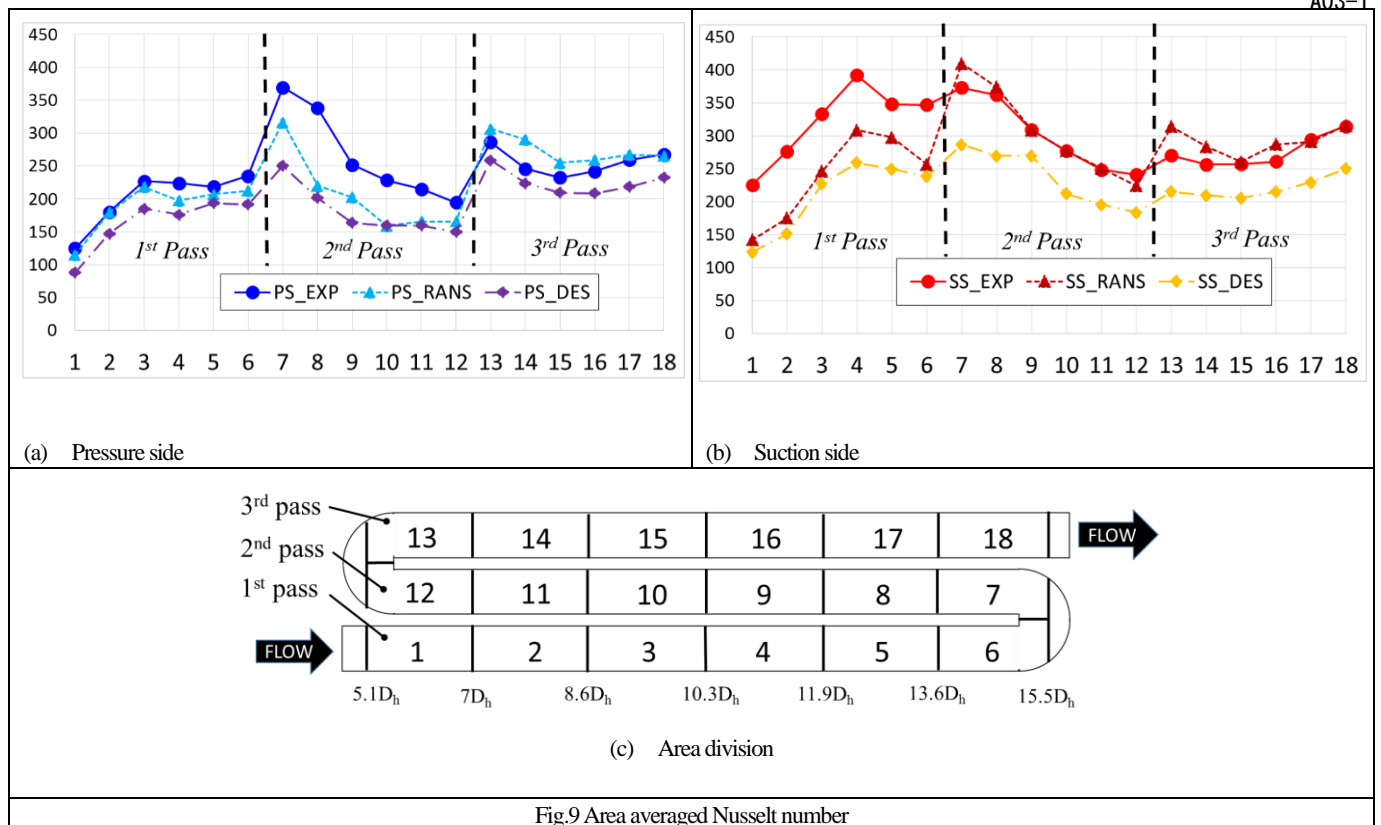 A03-1
450
400
350
300
250
200
150
100
50
0
1st Pass
2nd Pass
3rd Pass
PS_EXP PS_RANS PS_DES
1 2 3 4 5 6 7 8 9 10 11 12 13 14 15 16 17 18
(a) Pressure side
450
400
350
300
250
200
150
100
50
0
1st Pass
2nd Pass
3rd Pass
SS_EXP SS_RANS SS_DES
1 2 3 4 5 6 7 8 9 10 11 12 13 14 15 16 17 18
(b) Suction side
3rd pass
2nd pass
1st pass
13 14 15 16 17 18
FLOW
12 11 10 9 8 7
FLOW
1 2 3 4 5 6
5.1Dh 7Dh 8.6Dh 10.3Dh 11.9Dh 13.6Dh 15.5Dh
(c) Area division
Fig.9 Area averaged Nusselt number